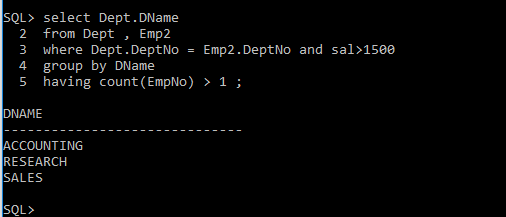 SQL> select Dept.DName
2 from Dept , Emp2
3 where Dept.DeptNo = Emp2.DeptNo and sal>1500
4 group by DName
5 having count(EmpNo) > 1 ;
DNAME
------------------------------
ACCOUNTING
RESEARCH
SALES
SQL>